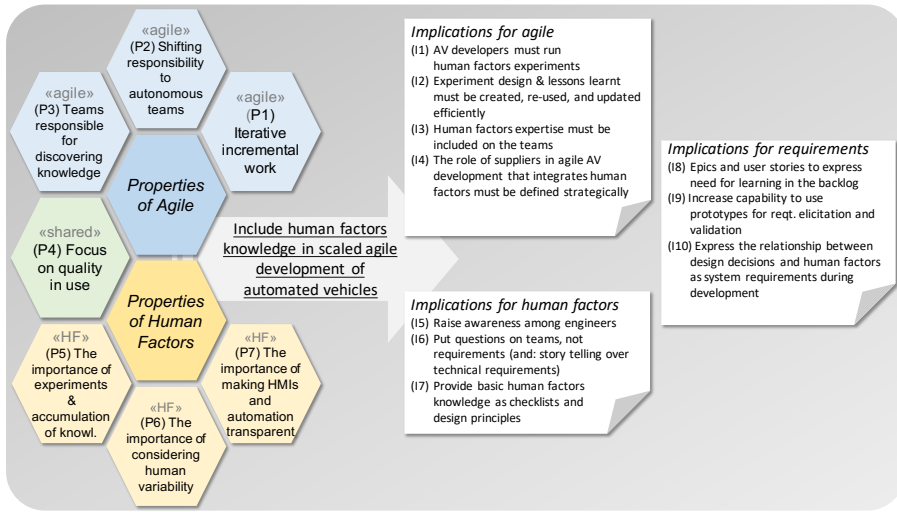 «agile»
(P2) Shifting
responsibility
to
autonomous
teams
«agile»
(P3) Teams
responsible
for
discovering
knowledge
«agile»
(P1)
Iterative
incremental
work
Properties
of Agile
«shared»
(P4) Focus
on quality
in use
Properties
of Human
Factors
«HF»
(P5) The
importance of
experiments
&
accumulation
of knowl.
«HF»
(P6) The
importance of
considering
human
variability
«HF»
(P7) The
importance of
making HMIs
and
automation
transparent
Include human factors
knowledge in scaled agile
development of
automated vehicles
Implications for agile
(I1) AV developers must run
human factors experiments
(I2) Experiment design & lessons learnt
must be created, re-used, and updated
efficiently
(I3) Human factors expertise must be
included on the teams
(I4) The role of suppliers in agile AV
development that integrates human
factors must be defined strategically
Implications for human factors
(I5) Raise awareness among engineers
(I6) Put questions on teams, not
requirements (and: story telling over
technical requirements)
(I7) Provide basic human factors
knowledge as checklists and
design principles
Implications for requirements
(I8) Epics and user stories to express
need for learning in the backlog
(I9) Increase capability to use
prototypes for reqt. elicitation and
validation
(I10) Express the relationship between
design decisions and human factors
as system requirements during
development